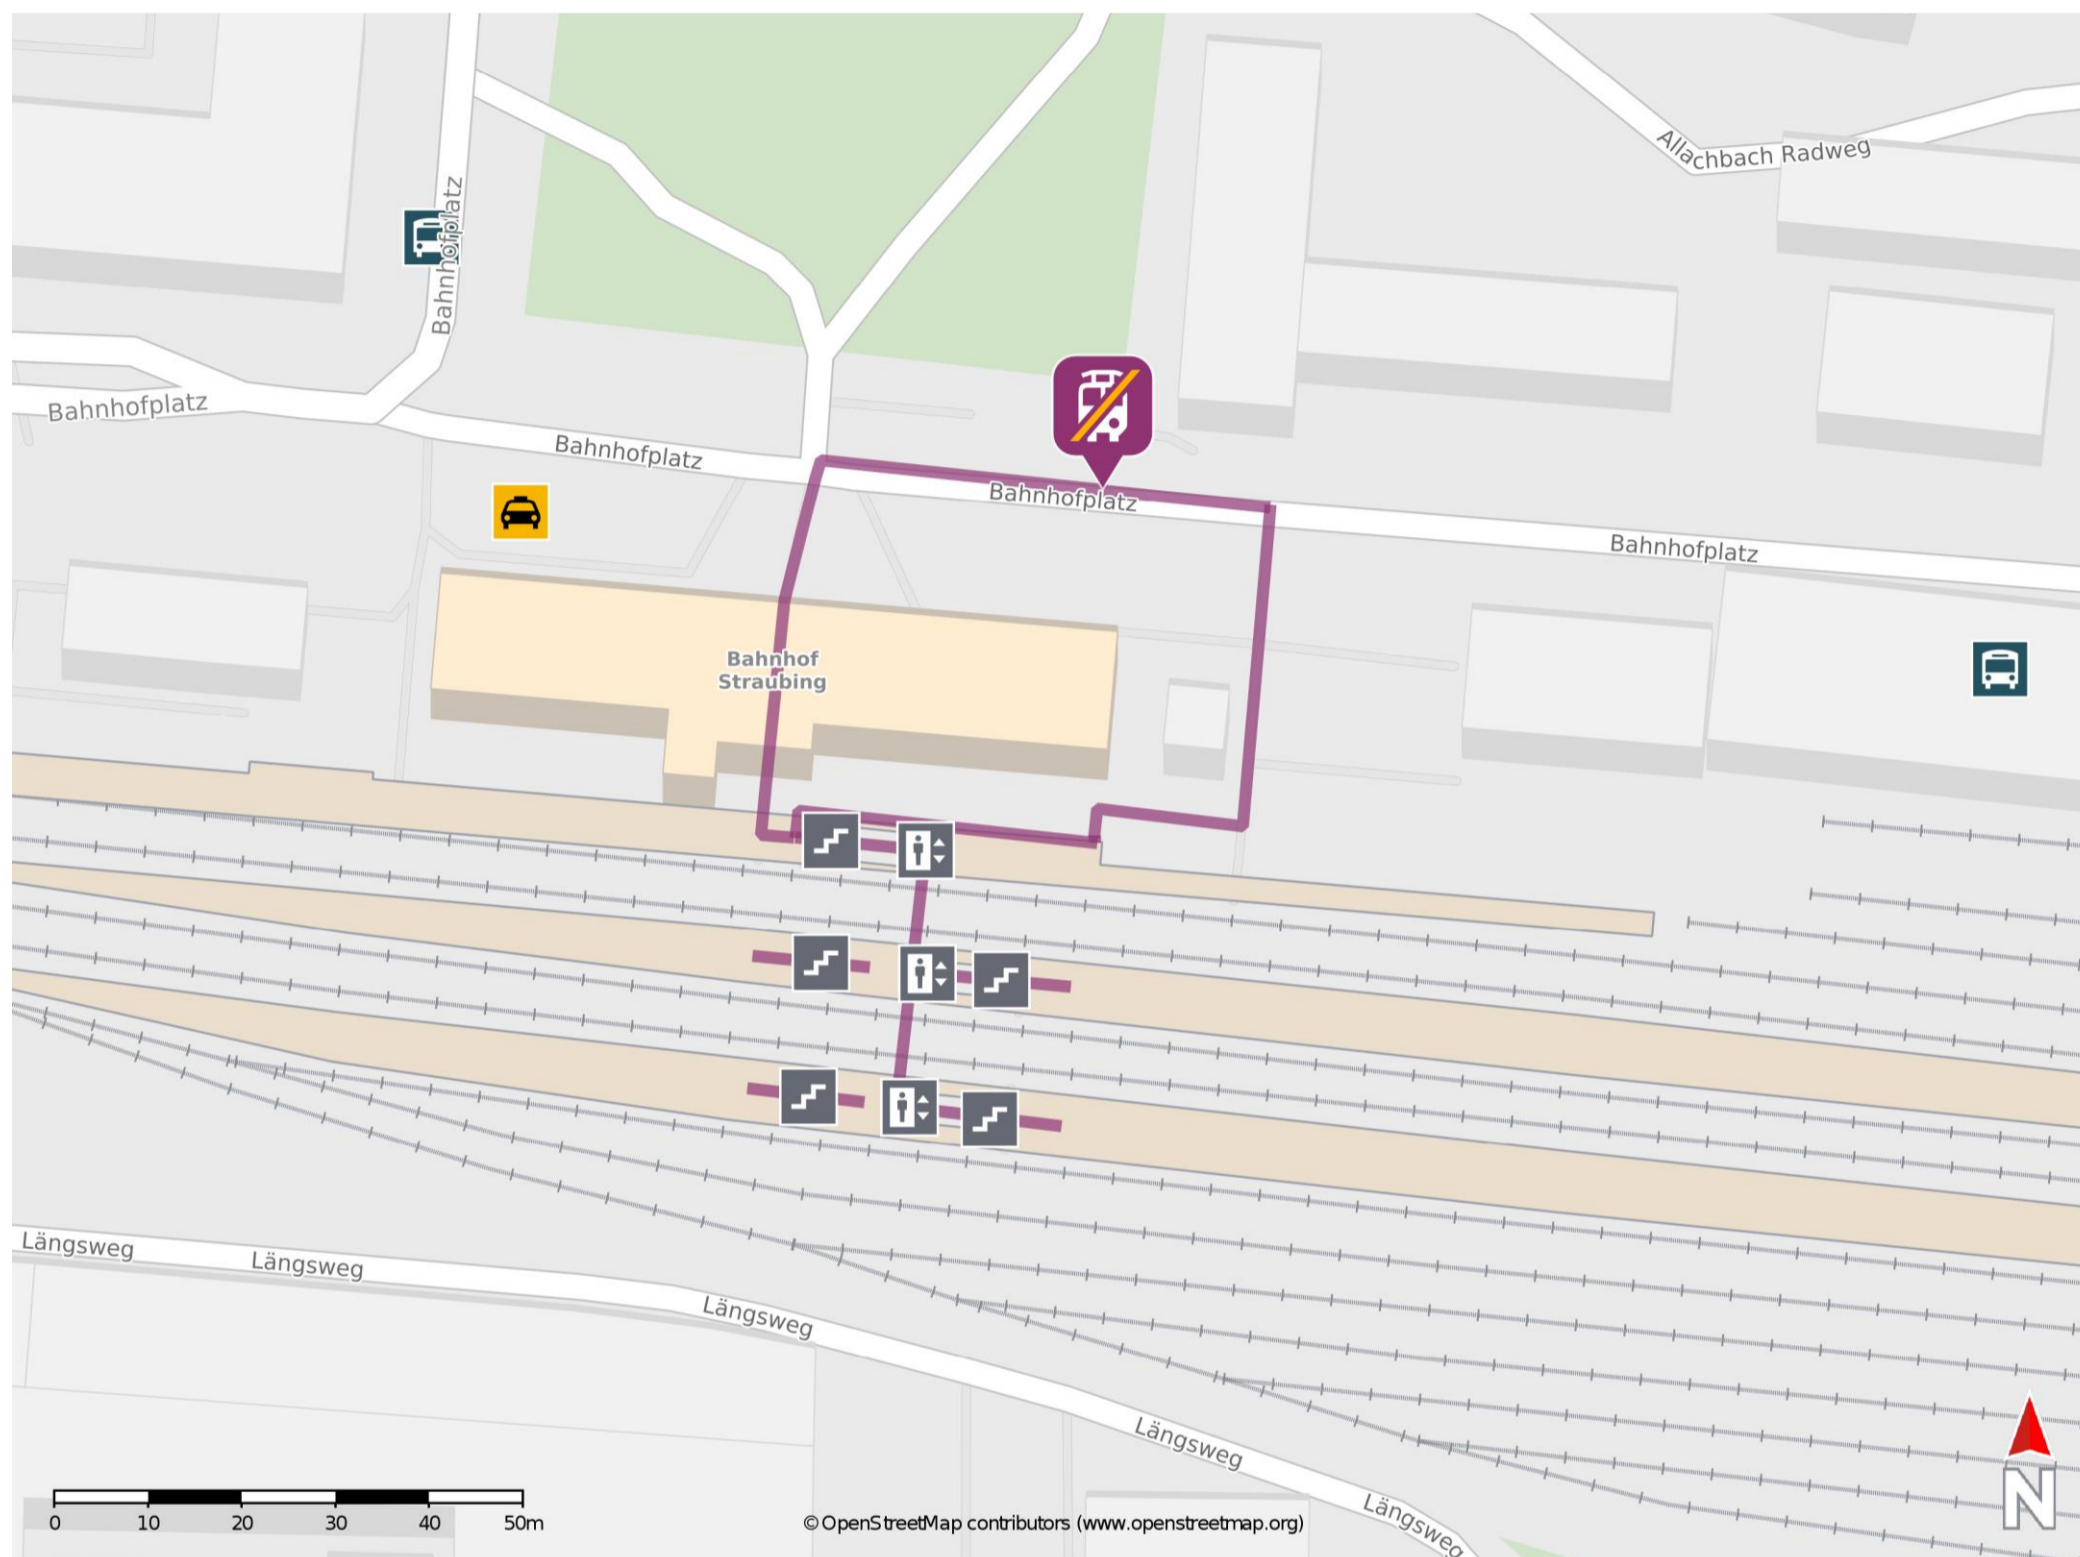 Allachbach Radweg
Bahnhofplatz
Bahnhofplatz
Bahnhofplatz
Bahnhofplatz
Bahnhofplatz
Bahnhof
Straubing
Längsweg
Längsweg
Längsweg
Längsweg
Längsweg
0 10 20 30 40 50m
©OpenStreetMap contributors (www.openstreetmap.org)
N